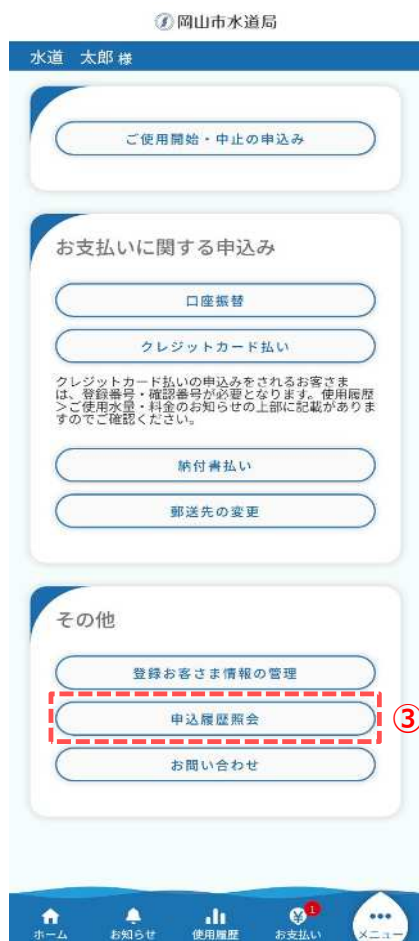 岡山市水道局
水道 太郎 様
ご使用開始・中止の申込み
お支払いに関する申込み
口座振替
クレジットカード払い
クレジットカード払いの申込みをされるお客さま
は、登録番号・確認番号が必要となります。使用履歴
>ご使用水量・料金のお知らせの上部に記載がありま
すのでご確認ください。
納付書払い
郵送先の変更
その他
登録お客さま情報の管理
申込履歴照会
③
お問い合わせ
1
ホーム お知らせ 使用履歴 お支払い メニュー